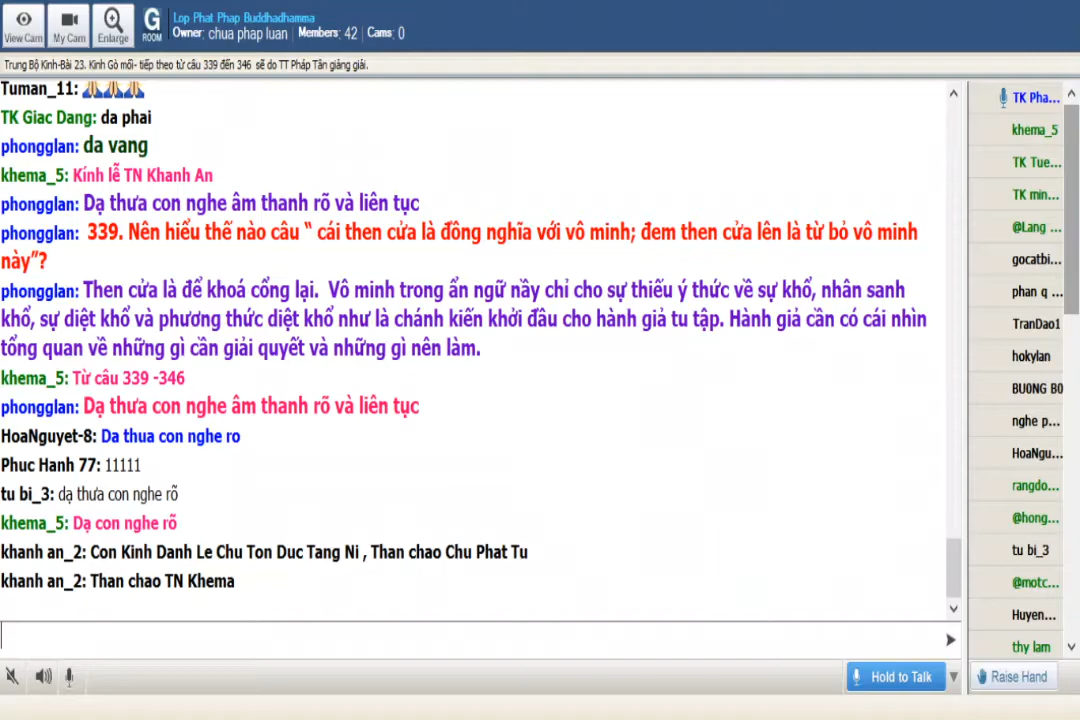 View Cam
My Cam
Enlarge
G
ROOM
Lop Phat Phap Buddhadhamma
Owner: chua phap luan | Members: 42 | Cams: 0
Trung Bộ Kinh-Bài 23. Kinh Gò mối- tiếp theo từ câu 339 đến 346 sẽ do TT Pháp Tân giảng giải.
Tuman_11: 🙏🙏🙏
TK Giac Dang: da phai
phongglan: da vang
khema_5: Kính lễ TN Khanh An
phongglan: Dạ thưa con nghe âm thanh rõ và liên tục
phongglan: 339. Nên hiểu thế nào câu “ cái then cửa là đồng nghĩa với vô minh; đem then cửa lên là từ bỏ vô minh
này”?
phongglan: Then cửa là để khoá cổng lại. Vô minh trong ẩn ngữ nầy chỉ cho sự thiếu ý thức về sự khổ, nhân sanh
khổ, sự diệt khổ và phương thức diệt khổ như là chánh kiến khởi đầu cho hành giả tu tập. Hành giả cần có cái nhìn
tổng quan về những gì cần giải quyết và những gì nên làm.
khema_5: Từ câu 339 -346
phongglan: Dạ thưa con nghe âm thanh rõ và liên tục
HoaNguyet-8: Da thua con nghe ro
Phuc Hanh 77: 11111
tu bi_3: dạ thưa con nghe rõ
khema_5: Dạ con nghe rõ
khanh an_2: Con Kinh Danh Le Chu Ton Duc Tang Ni , Than chao Chu Phat Tu
khanh an_2: Than chao TN Khema
TK Pha...
khema_5
TK Tue...
TK min...
@Lang ...
gocatbi...
phan q ...
TranDao1
hokylan
BUONG BO
nghe p...
HoaNgu...
rangdo...
@hong...
tu bi_3
@motc...
Huyen...
thy lam
Hold to Talk
Raise Hand